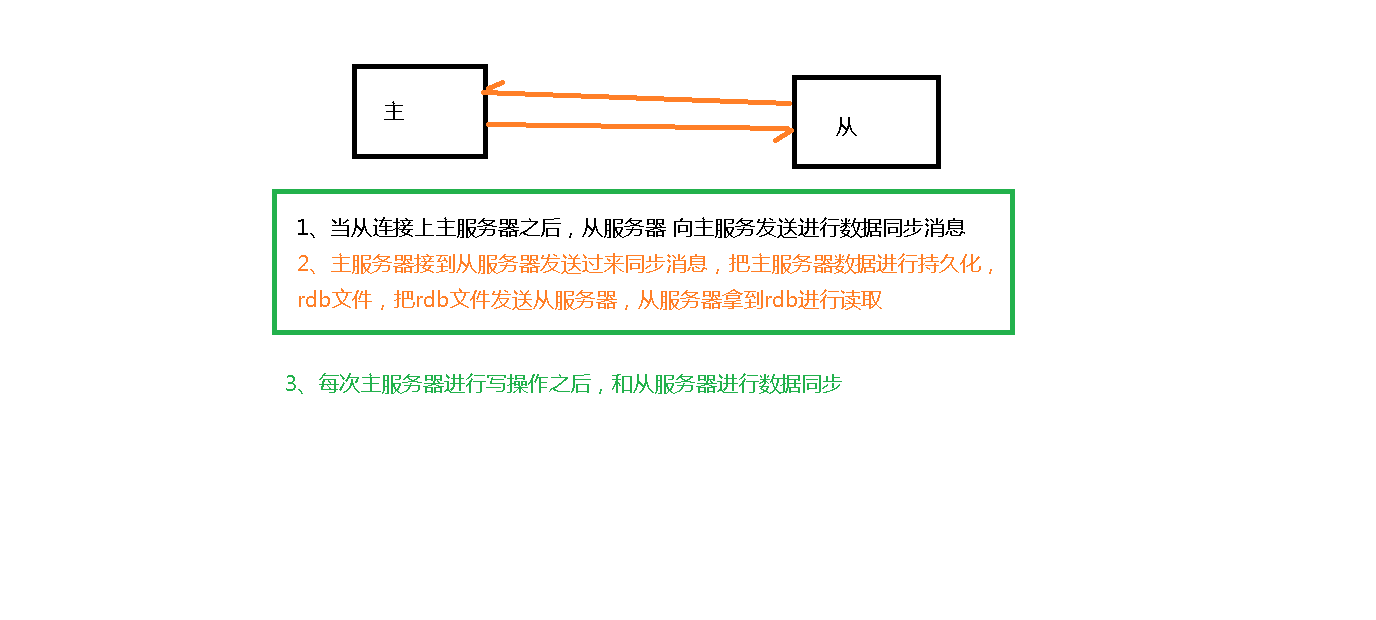 主
从
1、当从连接上主服务器之后，从服务器 向主服务发送进行数据同步消息
2、主服务器接到从服务器发送过来同步消息，把主服务器数据进行持久化，
rdb文件，把rdb文件发送从服务器，从服务器拿到rdb进行读取
3、每次主服务器进行写操作之后，和从服务器进行数据同步